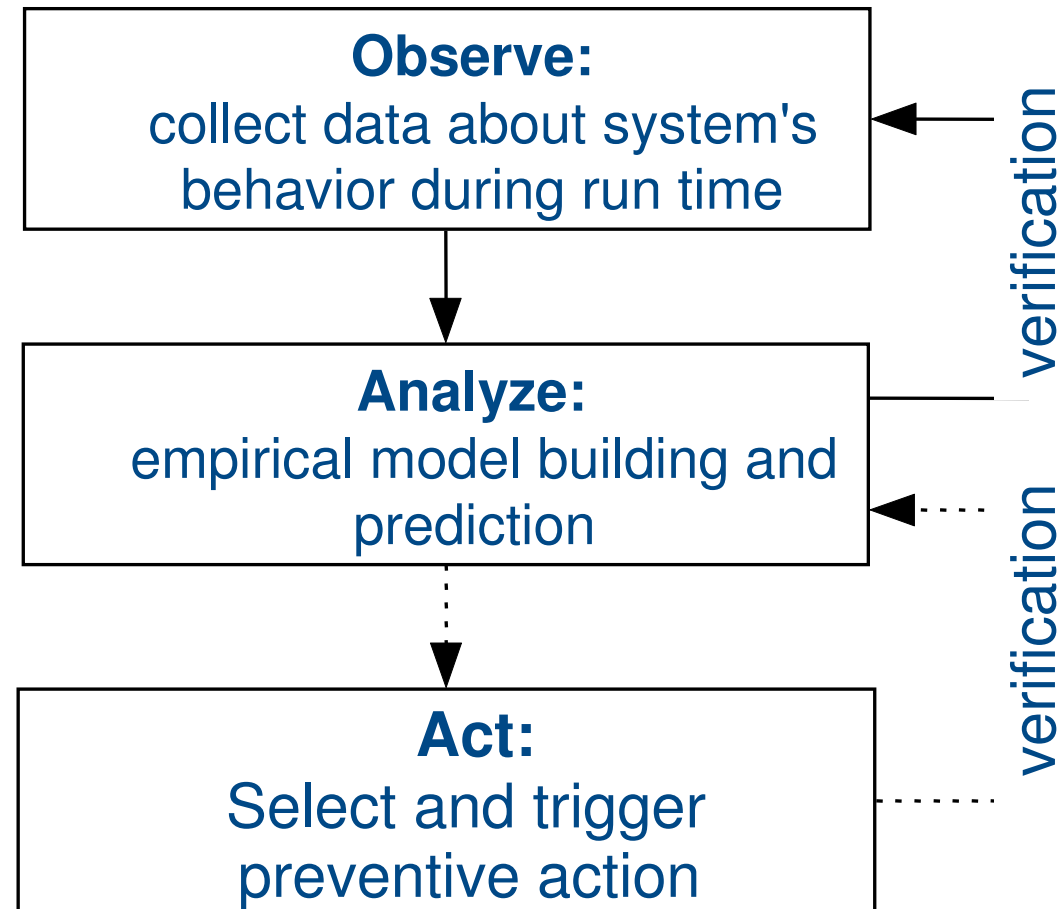 Observe:
collect data about system's
behavior during run time
verification
Analyze:
empirical model building and
prediction
verification
Act:
Select and trigger
preventive action